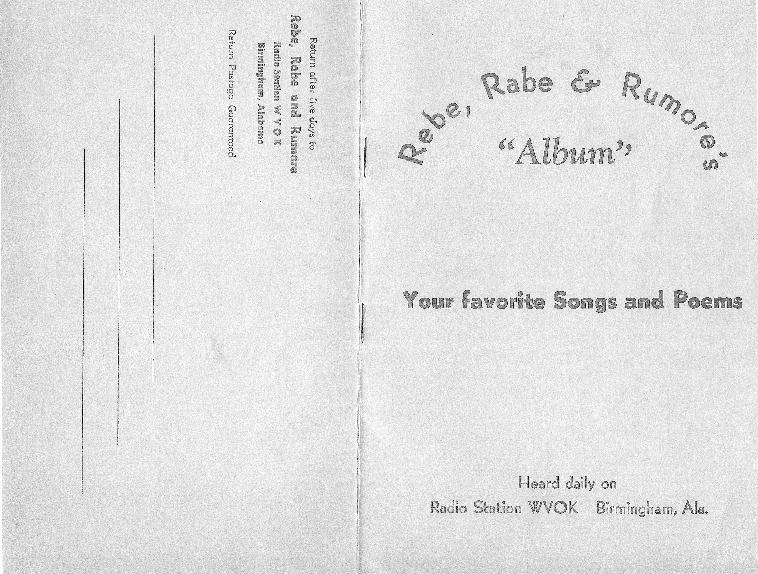 Rebe, Rabe & Rumore's
“Album”
Your favorite Songs and Poems
Heard daily on
Radio Station WVOK Birmingham, Ala.
Return after five days to
Rebe, Rabe and Rumore
Radio Station W V O K
Birmingham, Alabama
Return Postage Guaranteed